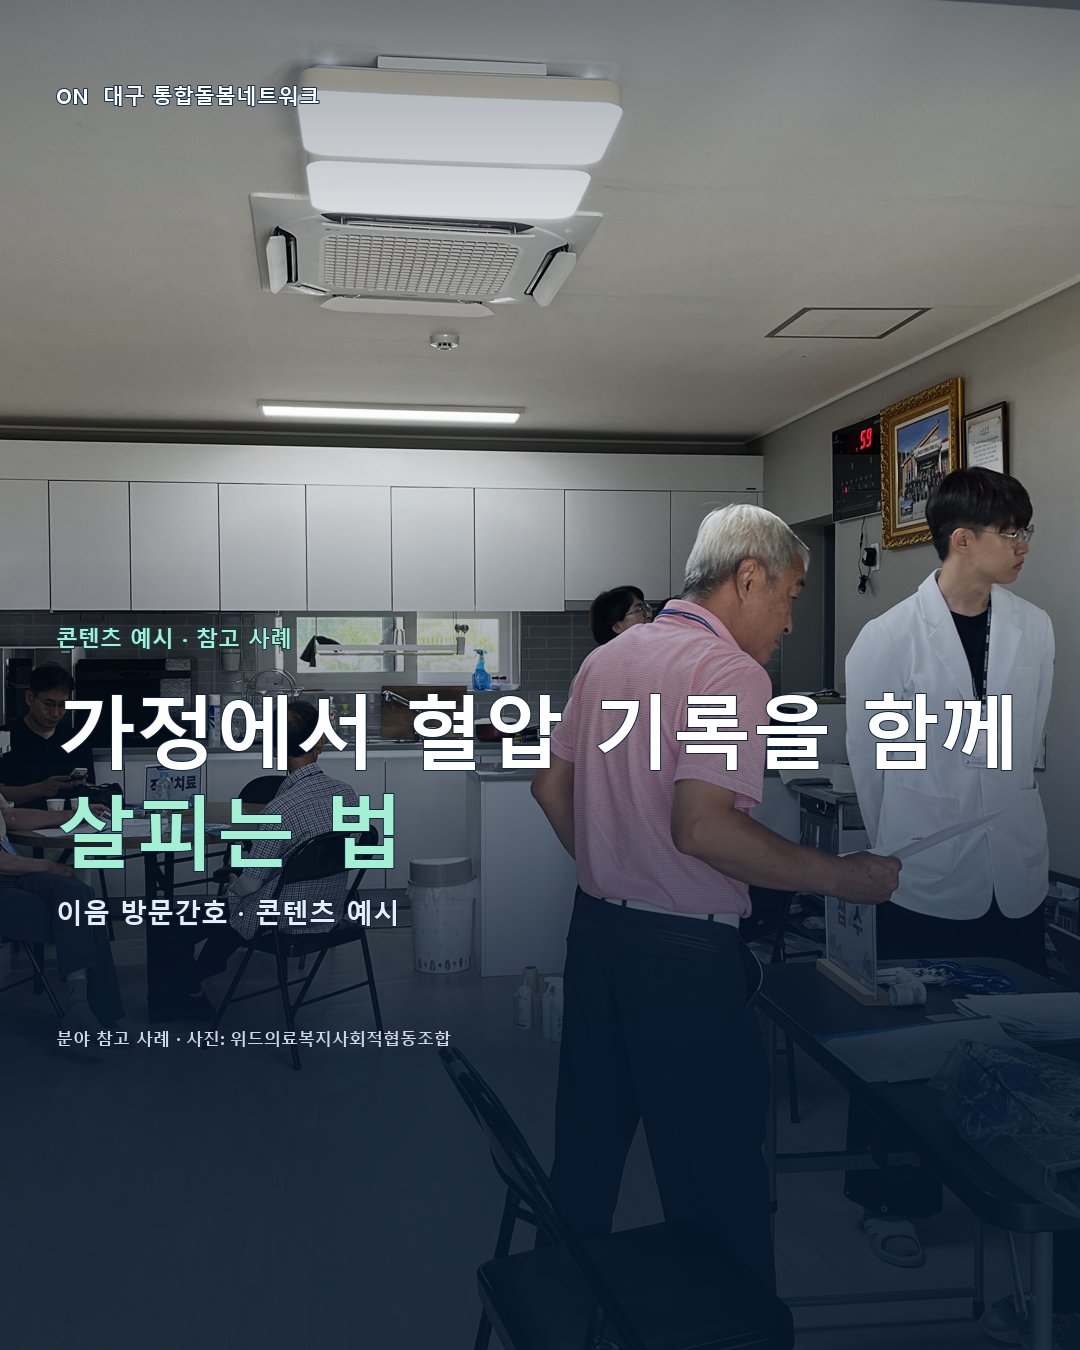 ON 대구 통합돌봄네트워크
59
콘텐츠 예시 · 참고 사례
가정에서 혈압 기록을 함께
살피는 법
이음 방문간호 · 콘텐츠 예시
분야 참고 사례 · 사진: 위드의료복지사회적협동조합